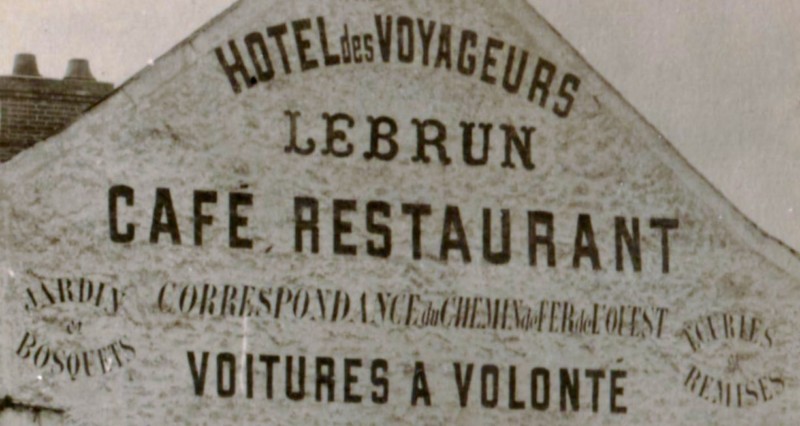 HOTEL des VOYAGEURS
LEBRUN
CAFÉ, RESTAURANT
JARDIN
et
BOSQUETS
CORRESPONDANCE du CHEMIN de FER de L'OUEST
ÉCURIES
et
REMISES
VOITURES A VOLONTÉ